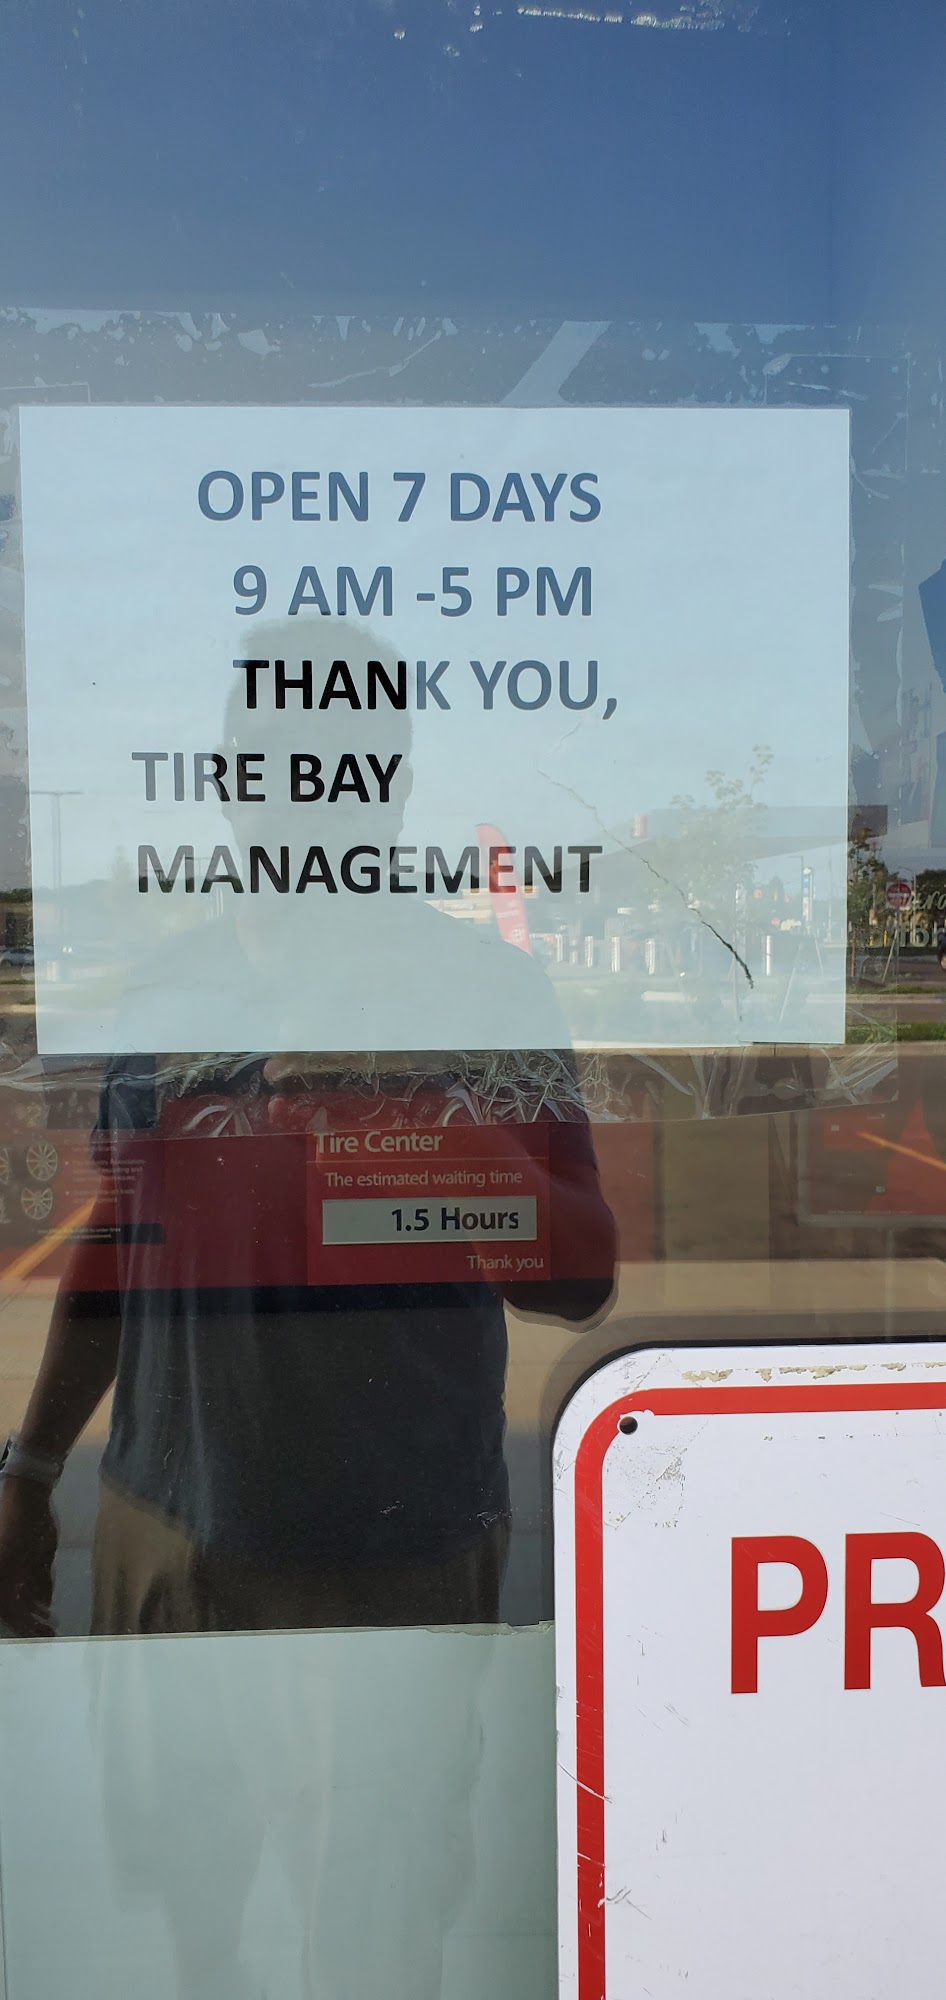 OPEN 7 DAYS
9 AM -5 PM
THANK YOU,
TIRE BAY
MANAGEMENT
for
Tire Center
The estimated waiting time
1.5 Hours
Thank you
PR